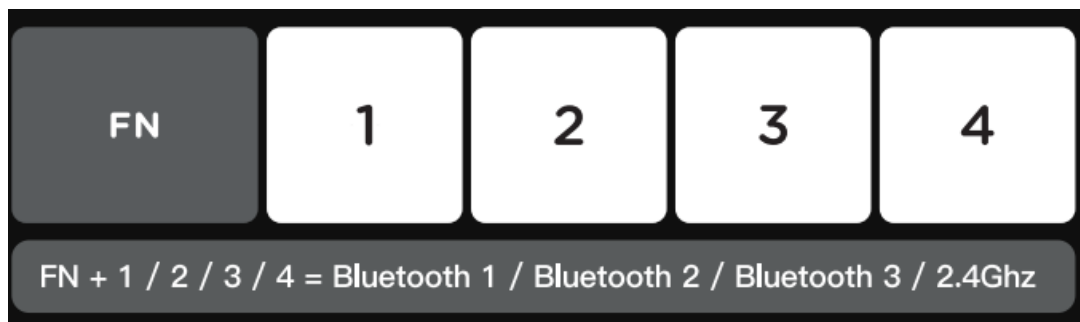 FN 1 2 3 4
FN + 1 / 2 / 3 / 4 = Bluetooth 1 / Bluetooth 2 / Bluetooth 3 / 2.4Ghz